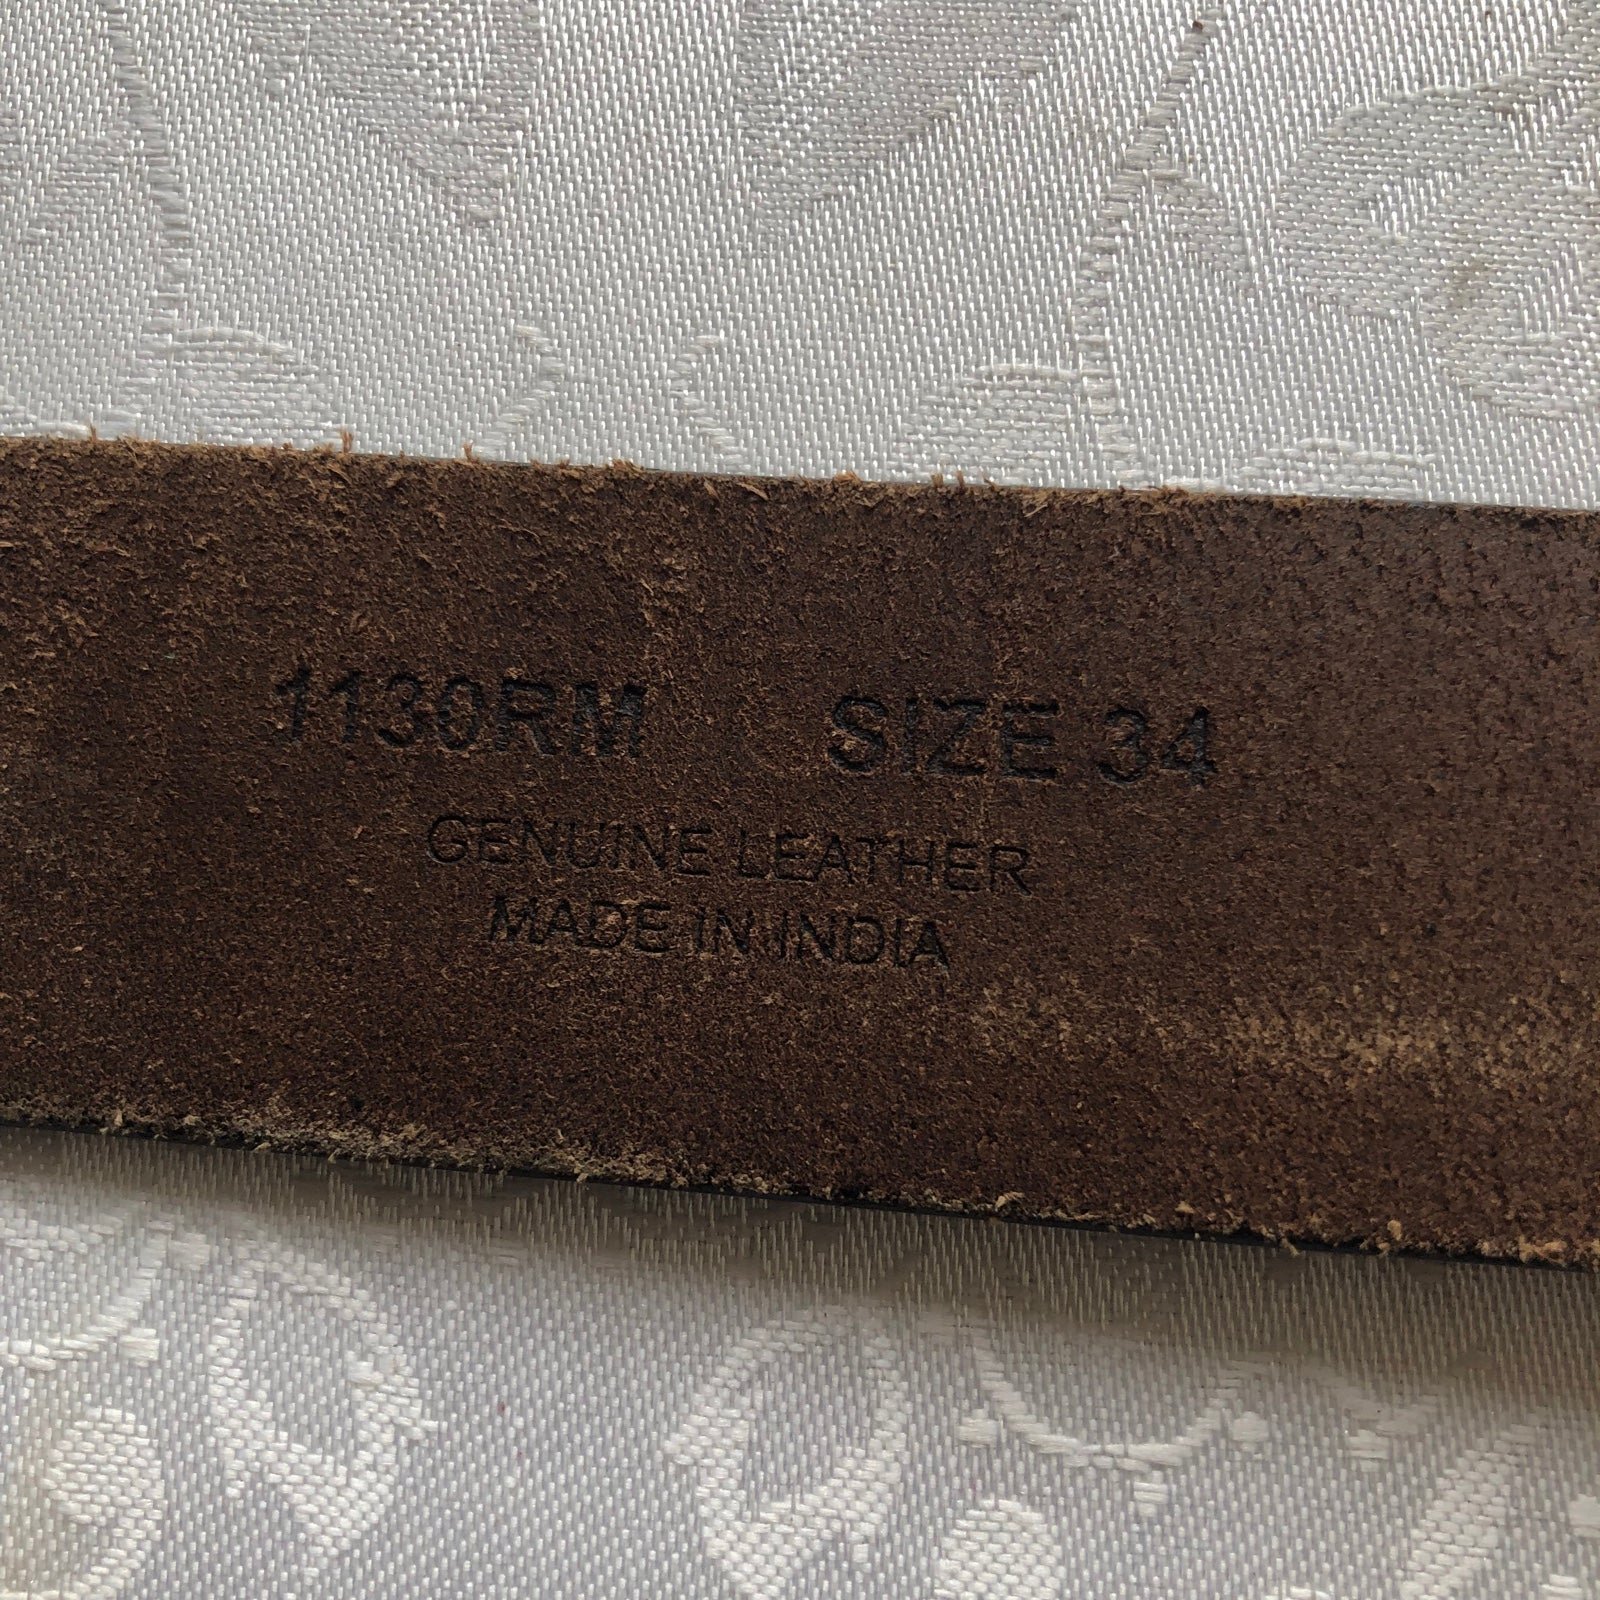 1130RM SIZE 34
GENUINE LEATHER
MADE IN INDIA